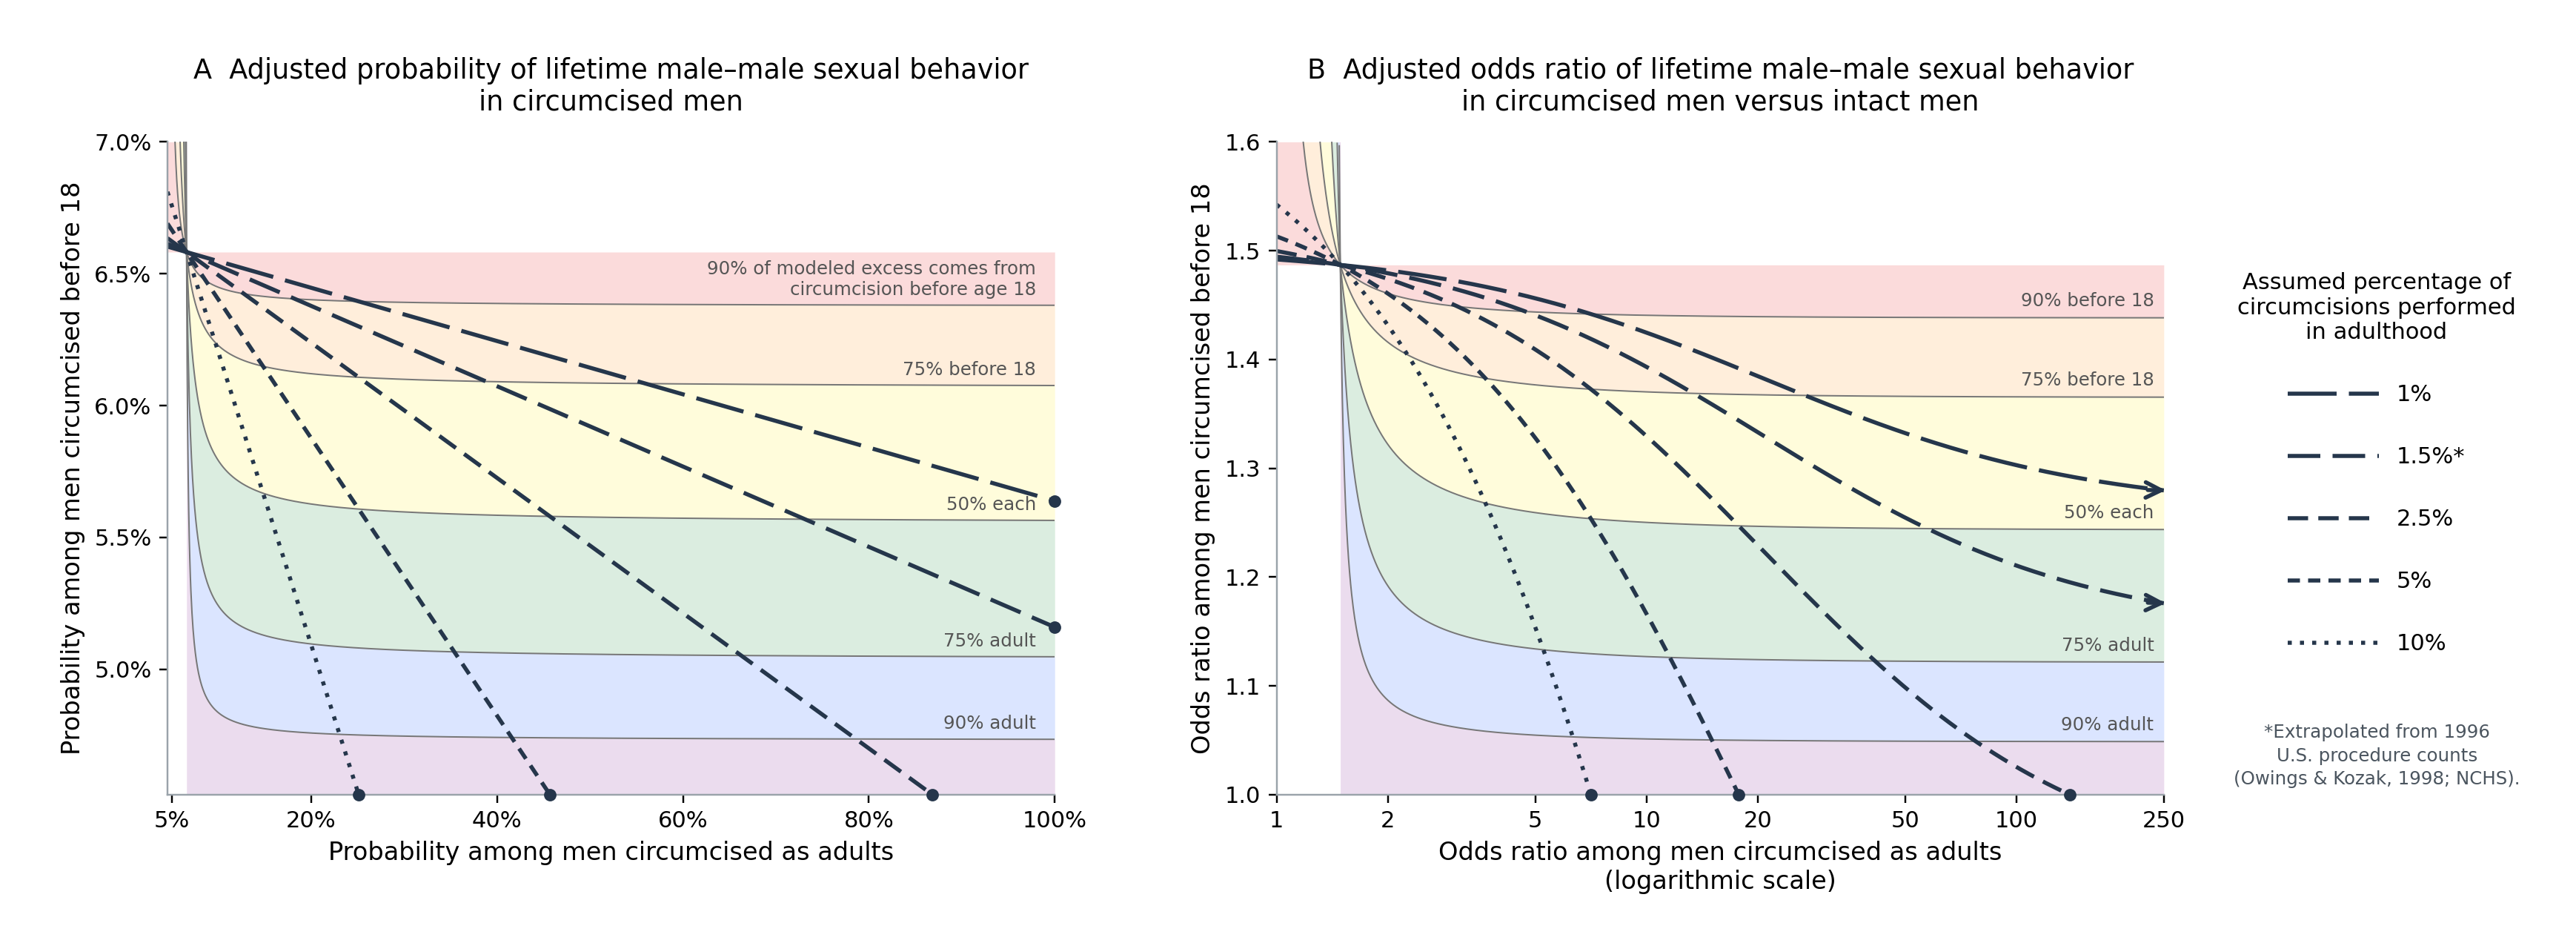 A  Adjusted probability of lifetime male–male sexual behavior
in circumcised men
7.0%
6.5%
6.0%
5.5%
5.0%
Probability among men circumcised before 18
90% of modeled excess comes from
circumcision before age 18
75% before 18
50% each
75% adult
90% adult
5%
20%
40%
60%
80%
100%
Probability among men circumcised as adults
B  Adjusted odds ratio of lifetime male–male sexual behavior
in circumcised men versus intact men
1.6
1.5
1.4
1.3
1.2
1.1
1.0
Odds ratio among men circumcised before 18
90% before 18
75% before 18
50% each
75% adult
90% adult
1
2
5
10
20
50
100
250
Odds ratio among men circumcised as adults
(logarithmic scale)
Assumed percentage of
circumcisions performed
in adulthood
1%
1.5%*
2.5%
5%
10%
*Extrapolated from 1996
U.S. procedure counts
(Owings & Kozak, 1998; NCHS).